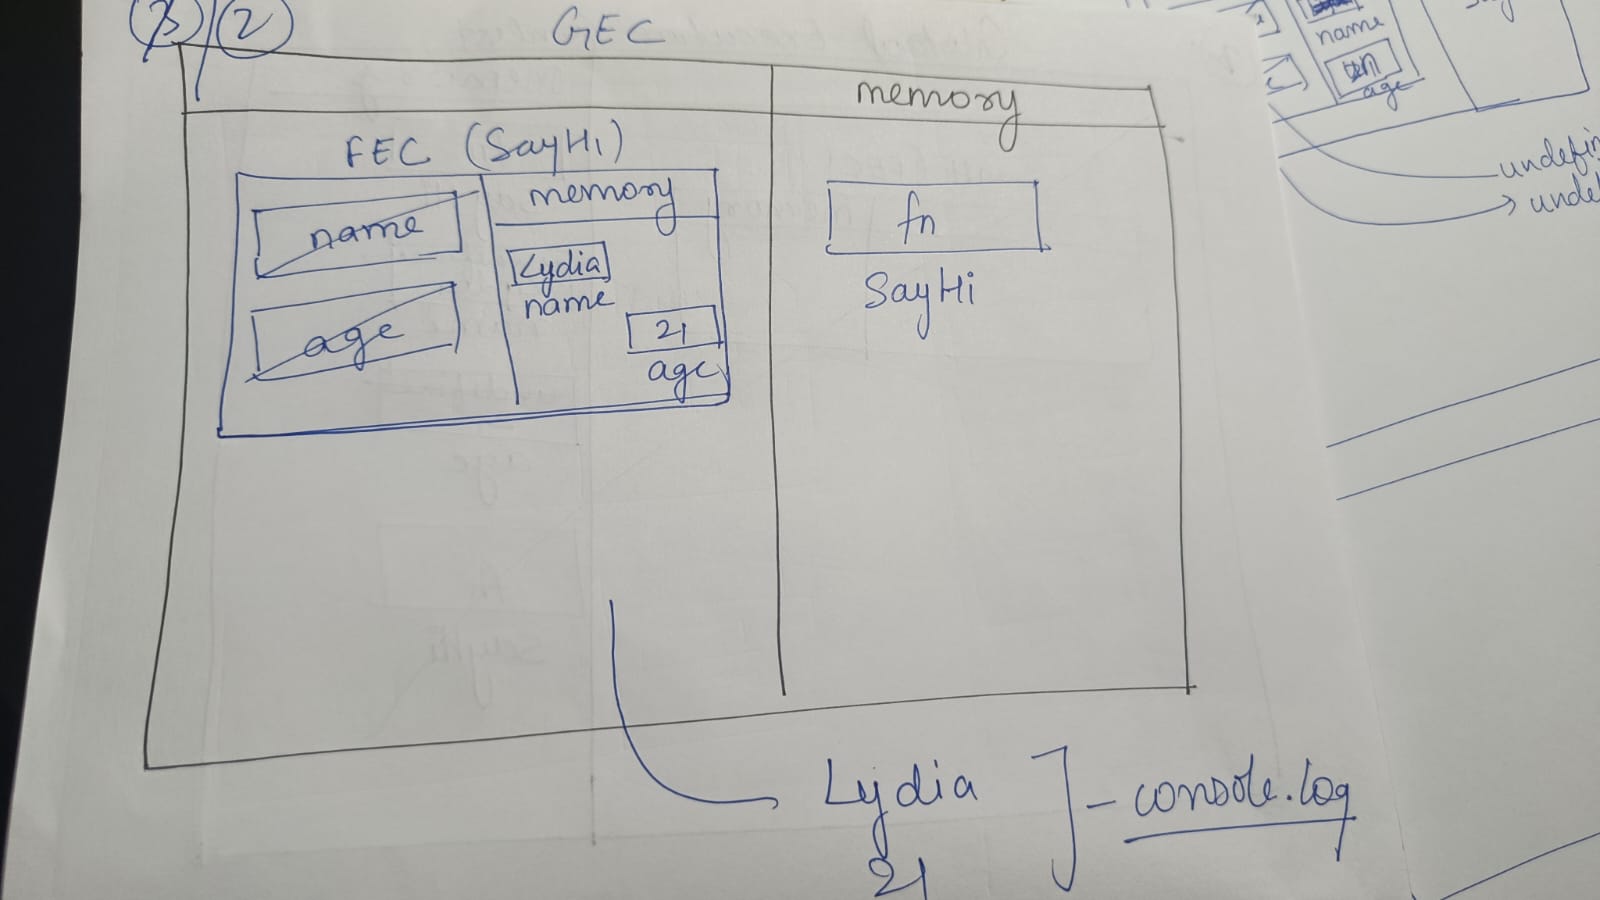 2
GEC
memory
FEC (SayHi)
memory
name
Lydia
name
age
21
age
fn
SayHi
Lydia
21
- console.log
name
age
undefin
undef